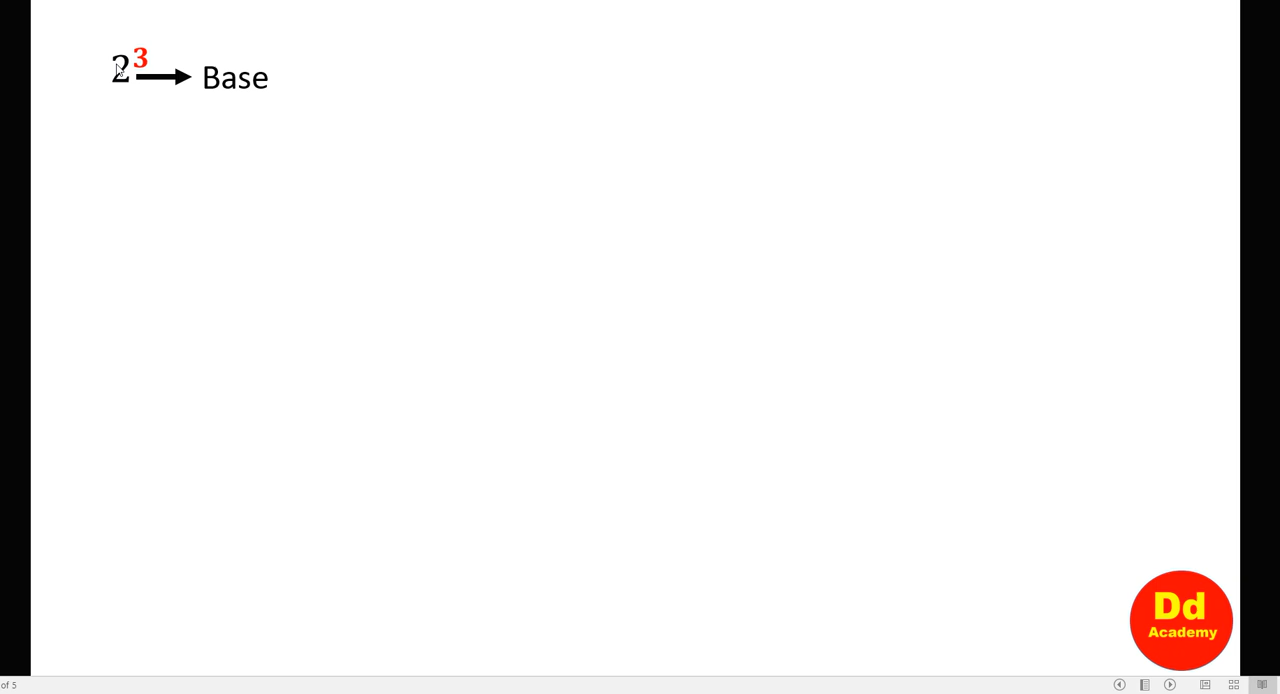 2³ → Base
Dd
Academy
of 5